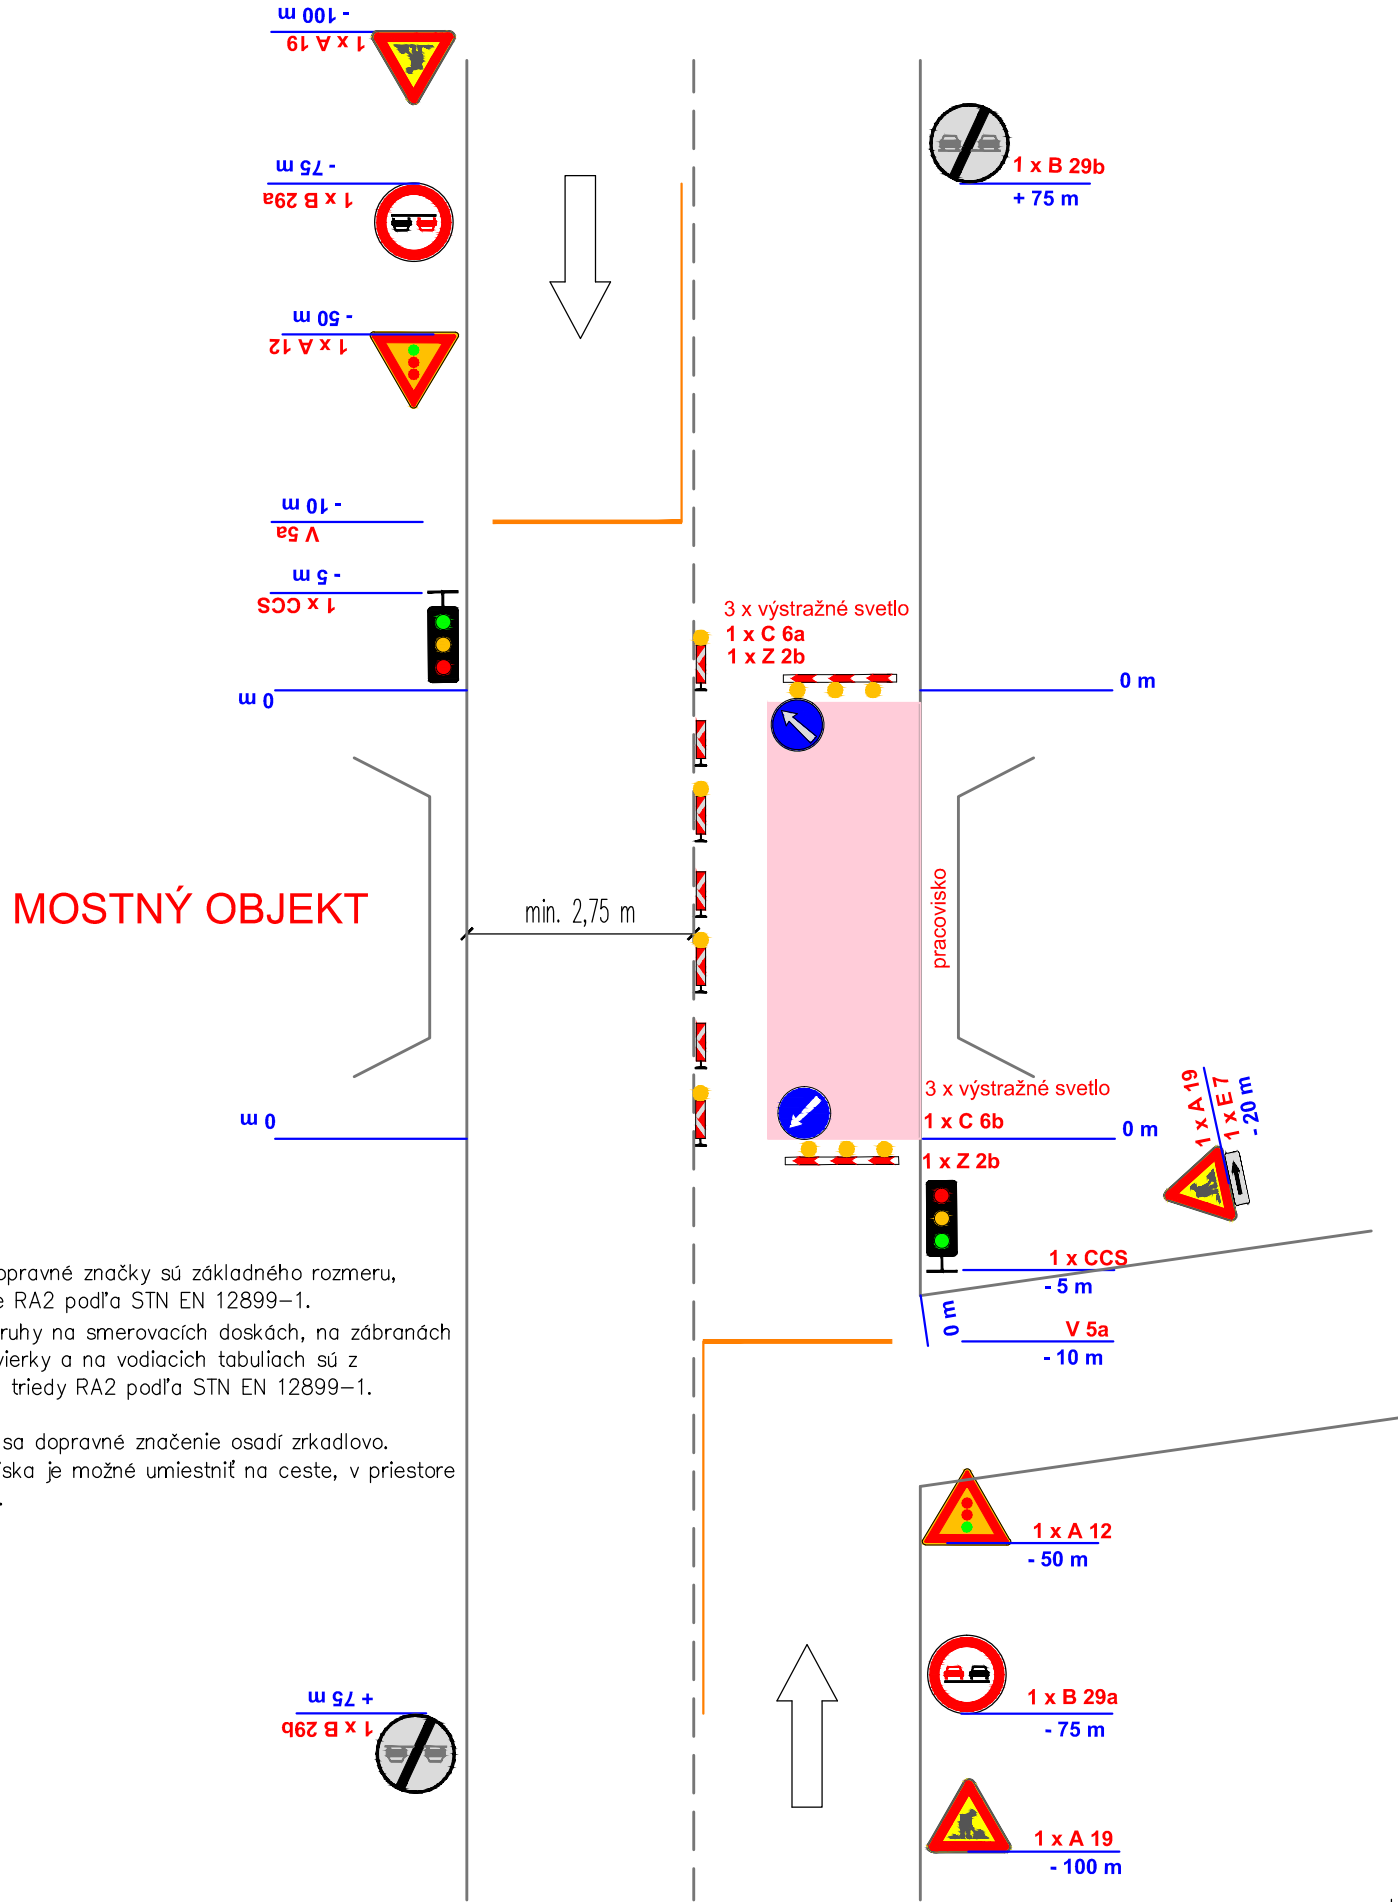 - 100 m
1 x A 19
- 75 m
1 x B 29a
- 50 m
1 x A 12
- 10 m
V 5a
- 5 m
1 x CCS
0 m
0 m
+ 75 m
1 x B 29b
1 x B 29b
+ 75 m
3 x výstražné svetlo
1 x C 6a
1 x Z 2b
0 m
MOSTNÝ OBJEKT
min. 2,75 m
pracovisko
3 x výstražné svetlo
1 x C 6b
0 m
1 x Z 2b
1 x A 19
1 x E 7
- 20 m
1 x CCS
- 5 m
0 m
V 5a
- 10 m
1 x A 12
- 50 m
1 x B 29a
- 75 m
1 x A 19
- 100 m
opravné značky sú základného rozmeru,
e RA2 podľa STN EN 12899-1.
ruhy na smerovacích doskách, na zábranách
vierky a na vodiacich tabuliach sú z
triedy RA2 podľa STN EN 12899-1.
sa dopravné značenie osadí zrkadlovo.
iska je možné umiestniť na ceste, v priestore
.